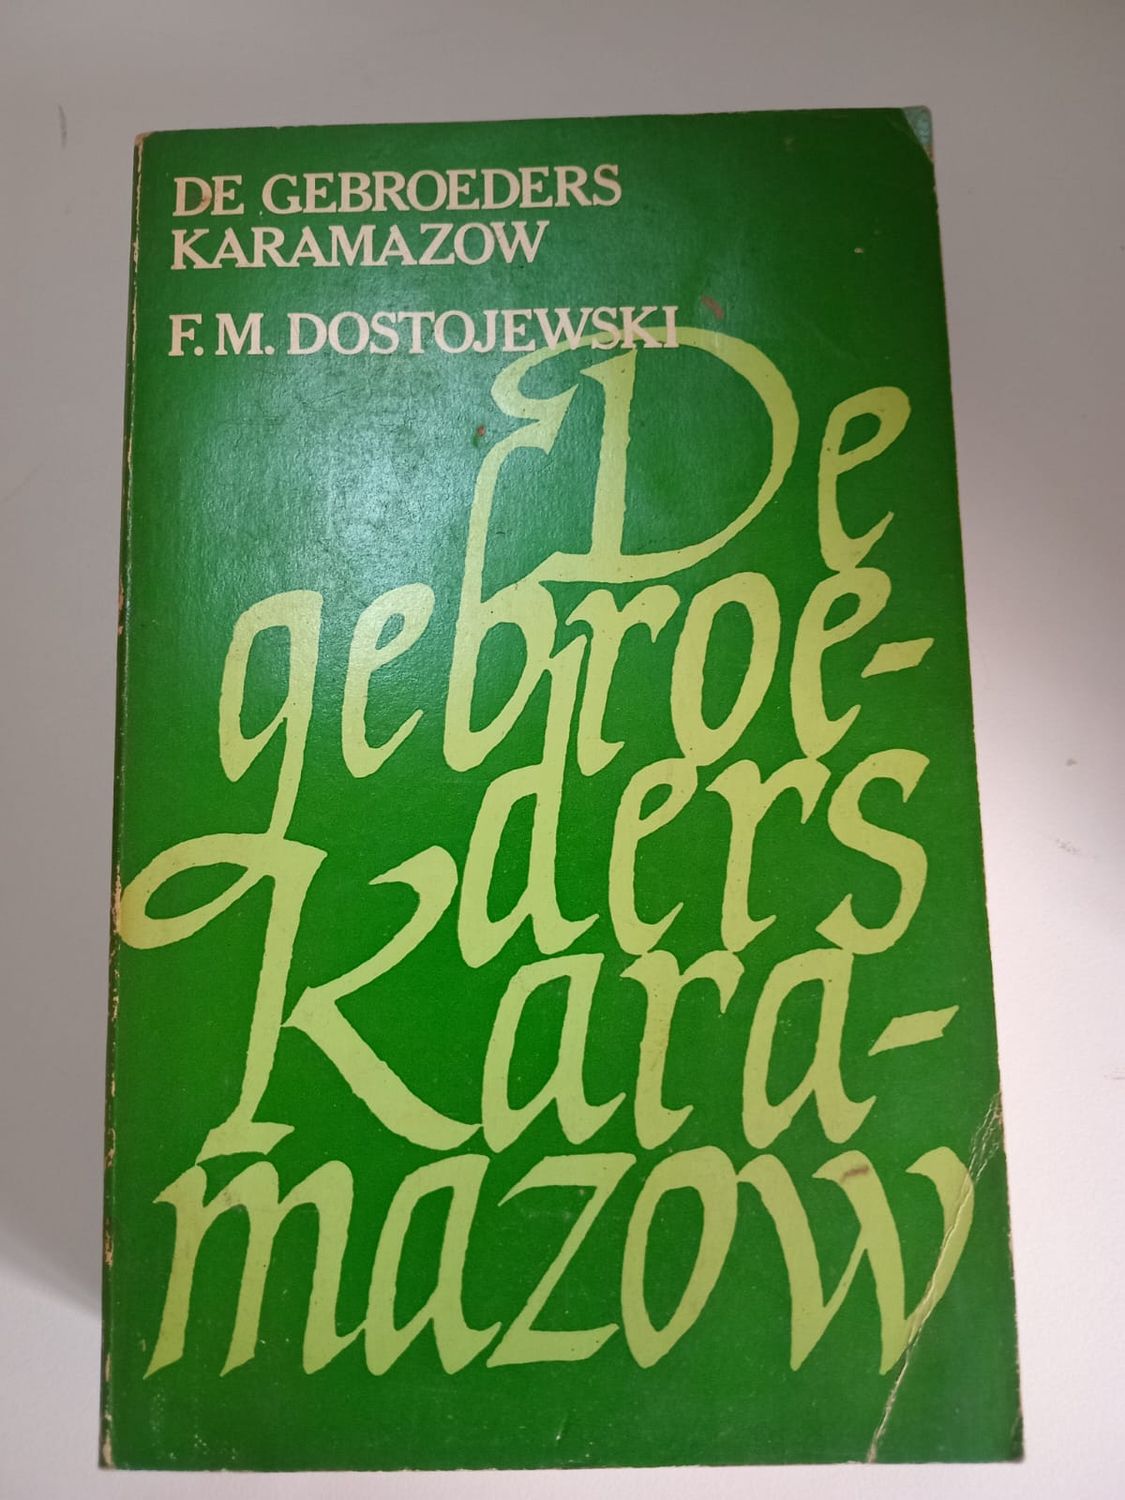 DE GEBROEDERS
KARAMAZOW
F. M. DOSTOJEWSKI
De
gebroe-
ders
Kara-
mazow